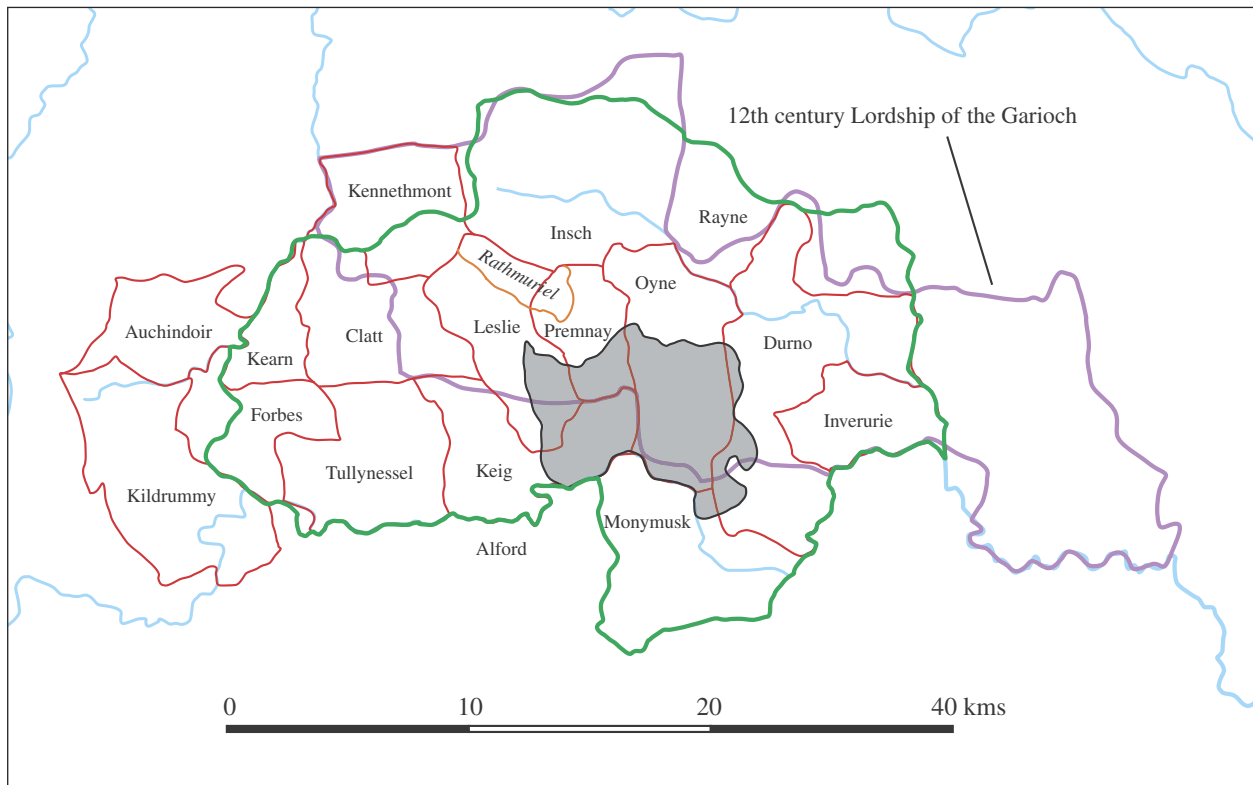 12th century Lordship of the Garioch
Kennethmont
Rayne
Insch
Rathmuriel
Oyne
Auchindoir
Leslie
Premnay
Clatt
Durno
Kearn
Forbes
Inverurie
Tullynessel
Keig
Kildrummy
Monymusk
Alford
0 10 20 40 kms